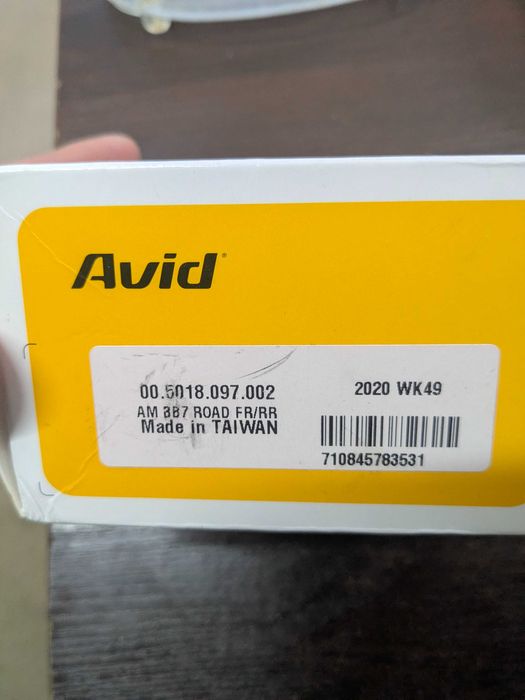 Avid®
00.5018.097.002
AM BB7 ROAD FR/RR
Made in TAIWAN
2020 WK49
710845783531